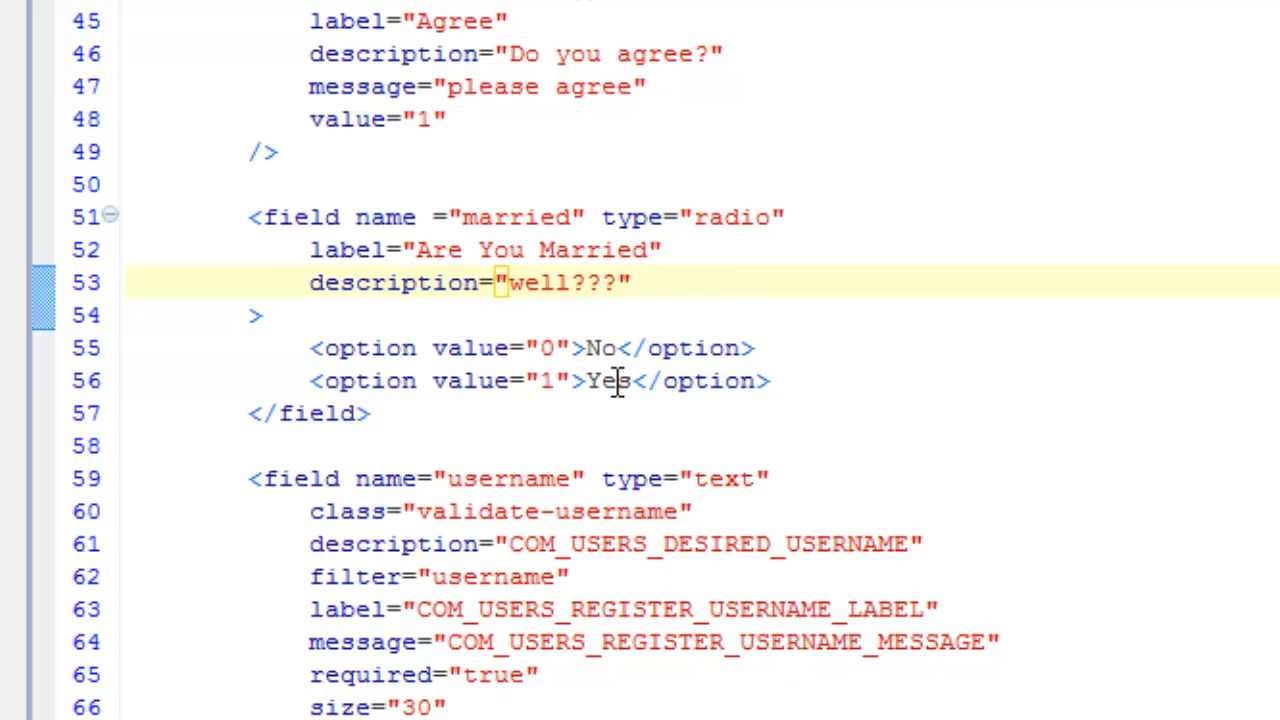 45 label="Agree"
46 description="Do you agree?"
47 message="please agree"
48 value="1"
49 />
50
51 <field name ="married" type="radio"
52 label="Are You Married"
53 description="well???"
54 >
55 <option value="0">No</option>
56 <option value="1">Yes</option>
57 </field>
58
59 <field name="username" type="text"
60 class="validate-username"
61 description="COM_USERS_DESIRED_USERNAME"
62 filter="username"
63 label="COM_USERS_REGISTER_USERNAME_LABEL"
64 message="COM_USERS_REGISTER_USERNAME_MESSAGE"
65 required="true"
66 size="30"